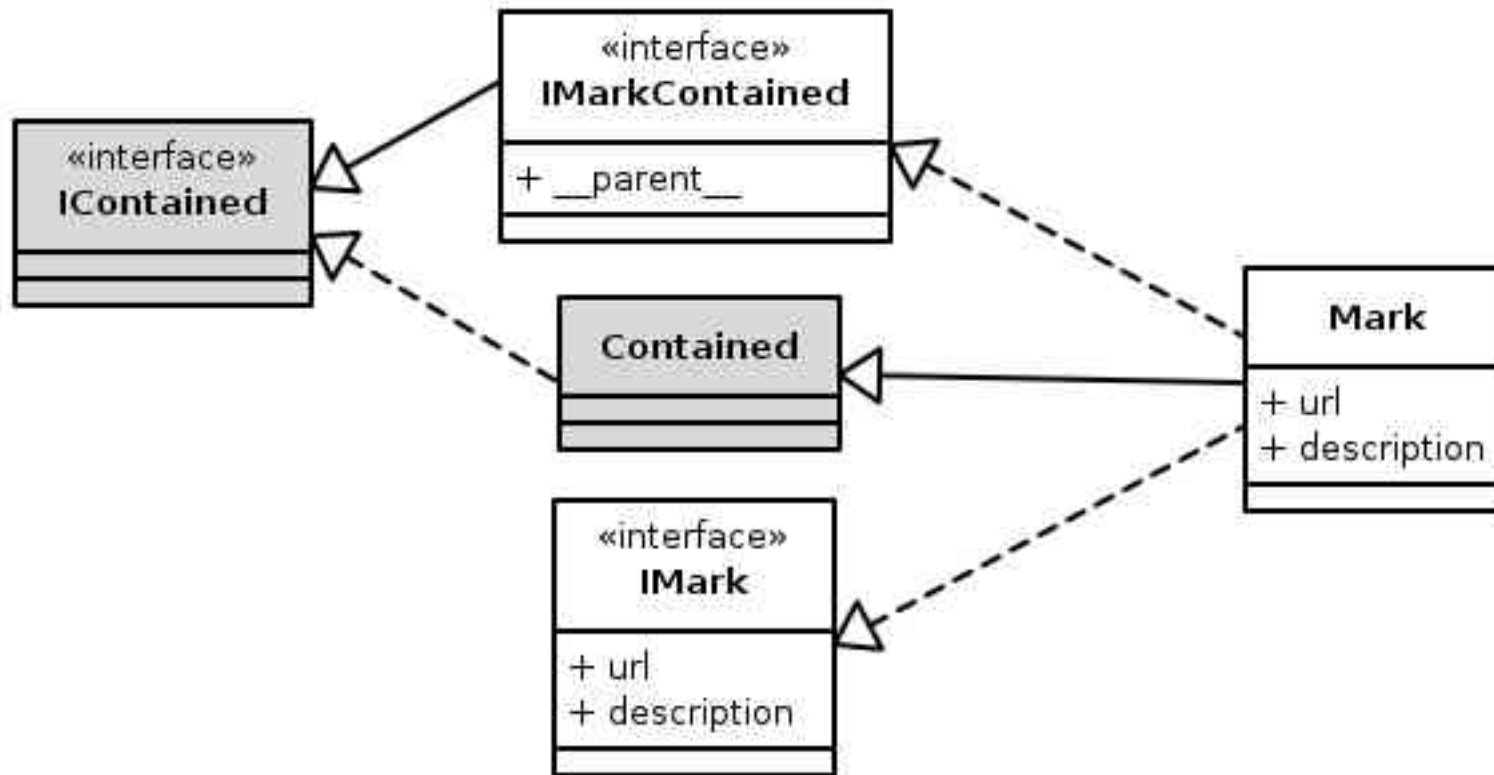 «interface»
IMarkContained
+ __parent__
«interface»
IContained
Contained
Mark
+ url
+ description
«interface»
IMark
+ url
+ description